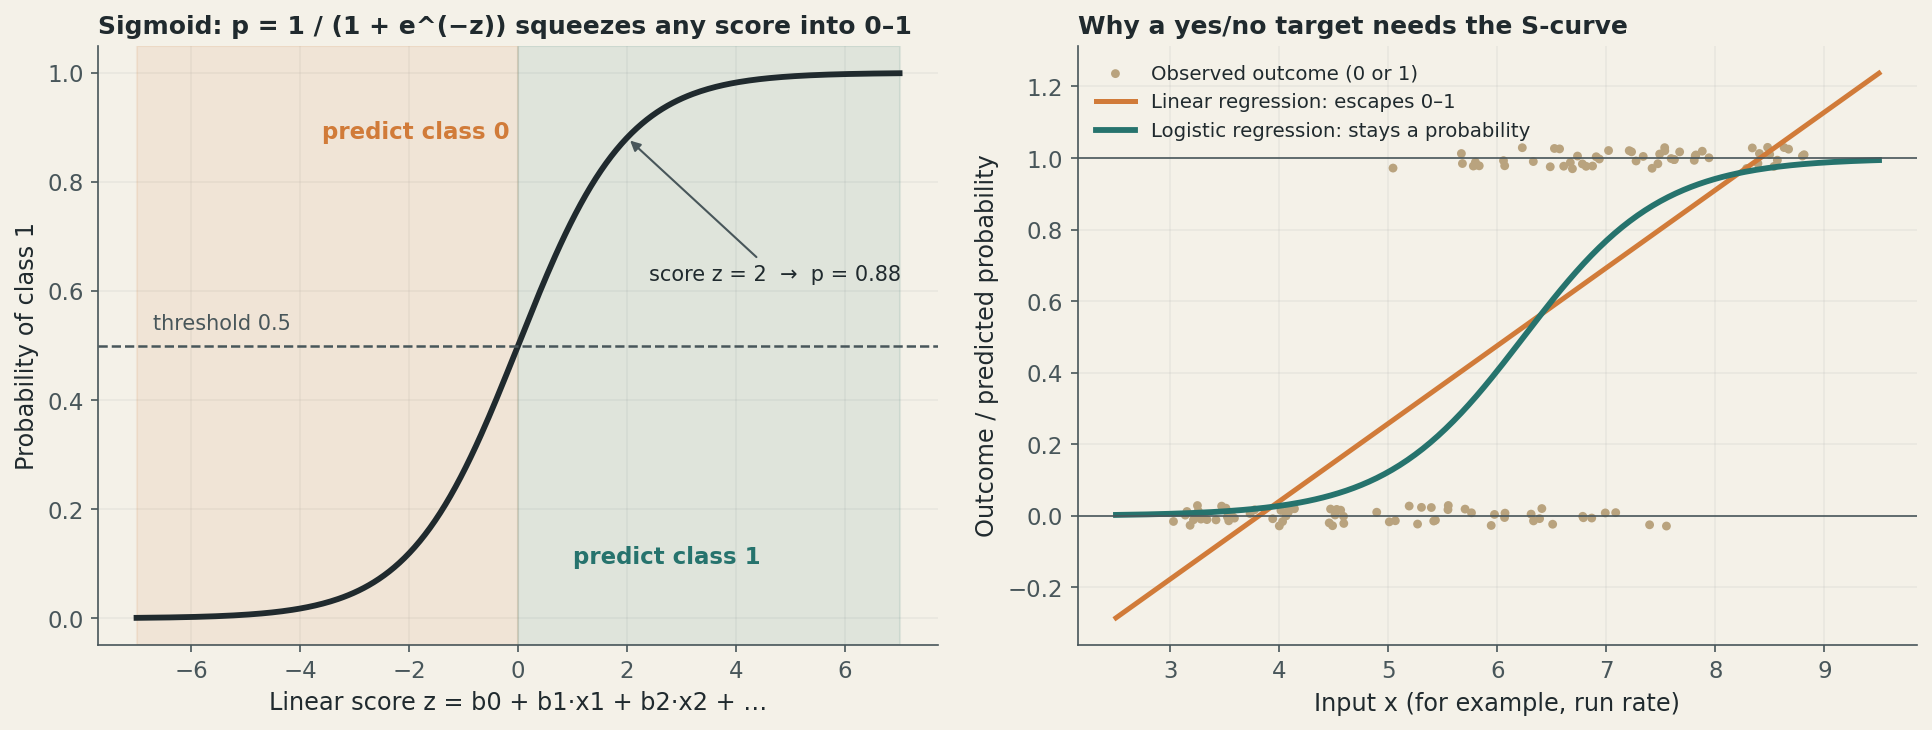 Sigmoid: p = 1 / (1 + e^(−z)) squeezes any score into 0–1
Probability of class 1
1.0
0.8
0.6
0.4
0.2
0.0
predict class 0
score z = 2 → p = 0.88
threshold 0.5
predict class 1
−6
−4
−2
0
2
4
6
Linear score z = b0 + b1·x1 + b2·x2 + ...
Why a yes/no target needs the S-curve
Outcome / predicted probability
1.2
1.0
0.8
0.6
0.4
0.2
0.0
−0.2
Observed outcome (0 or 1)
Linear regression: escapes 0–1
Logistic regression: stays a probability
3
4
5
6
7
8
9
Input x (for example, run rate)